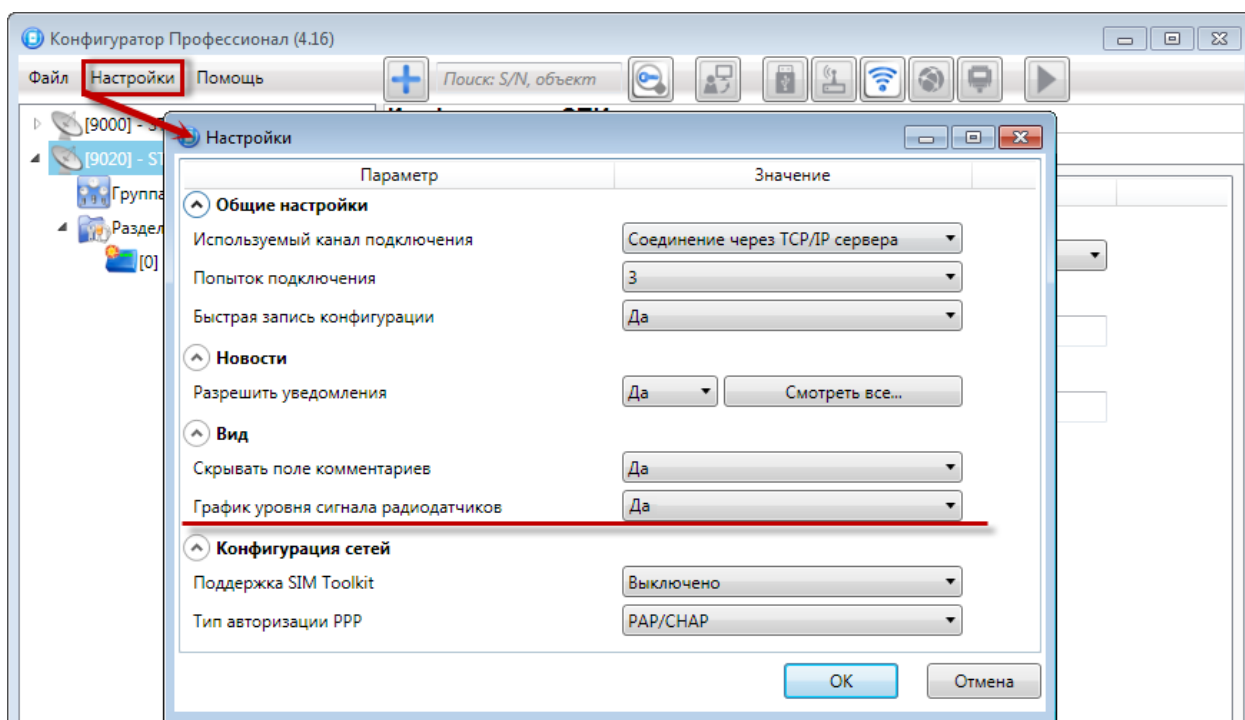 Конфигуратор Профессионал (4.16)
Файл Настройки Помощь Поиск: S/N, объект
[9000] - S
[9020] - ST
Группа
Раздел
[0]
Настройки
Параметр Значение
Общие настройки
Используемый канал подключения Соединение через TCP/IP сервера
Попыток подключения 3
Быстрая запись конфигурации Да
Новости
Разрешить уведомления Да Смотреть все...
Вид
Скрывать поле комментариев Да
График уровня сигнала радиодатчиков Да
Конфигурация сетей
Поддержка SIM Toolkit Выключено
Тип авторизации PPP PAP/CHAP
OK Отмена